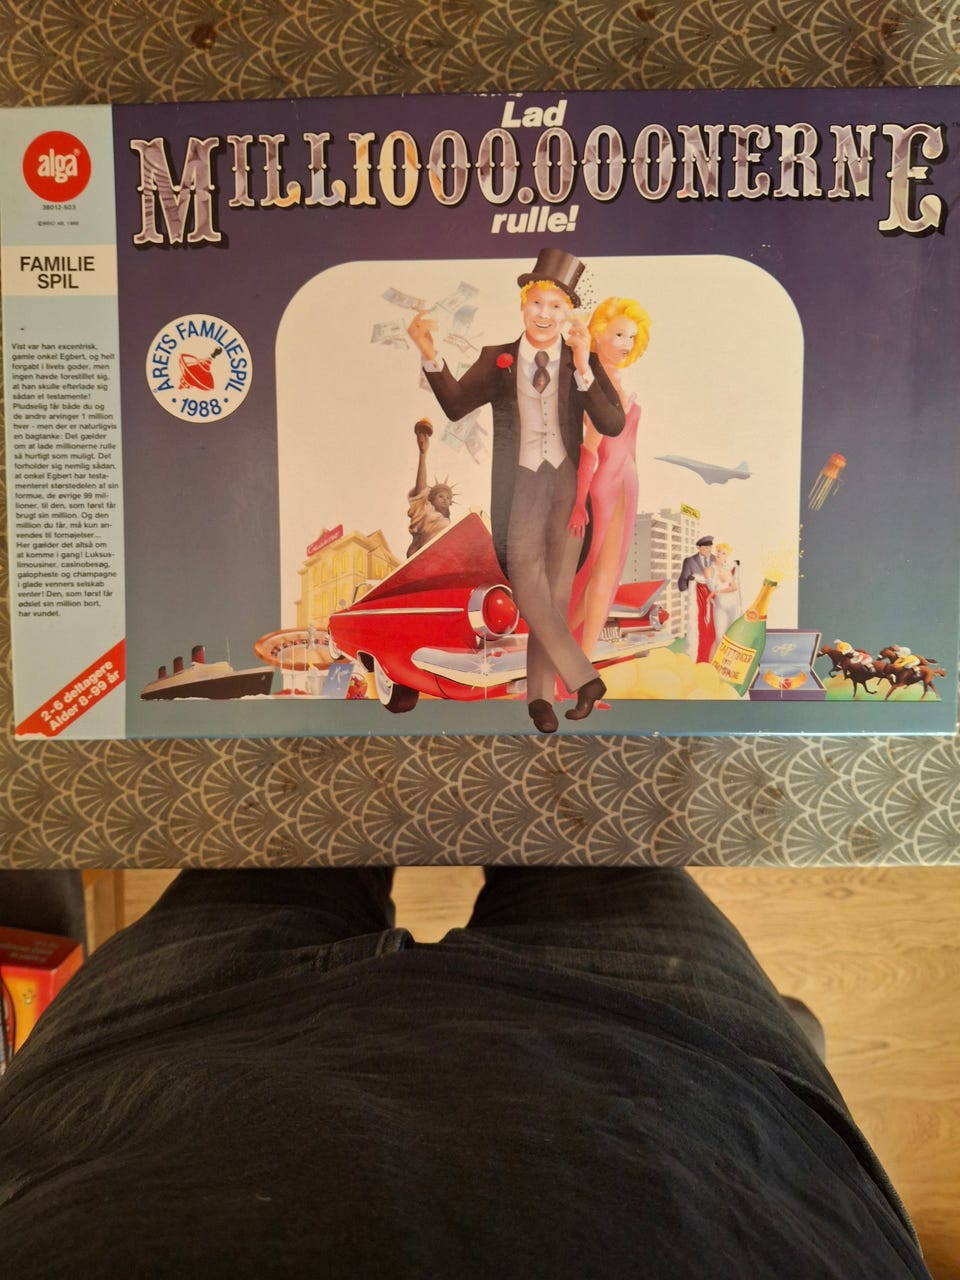 Lad
MILLIOOO.OOONERNE
rulle!
alga
38012-503
©BRIO AB, 1988
FAMILIE
SPIL
ÅRETS FAMILIESPIL
1988
Vist var han excentrisk,
gamle onkel Egbert, og helt
forgabt i livets goder, men
ingen havde forestillet sig,
at han skulle efterlade sig
sådan et testamente!
Pludselig får både du og
de andre arvinger 1 million
hver - men der er naturligvis
en bagtanke: Det gælder
om at lade millionerne rulle
så hurtigt som muligt. Det
forholder sig nemlig sådan,
at onkel Egbert har testa-
menteret størstedelen af sin
formue, de øvrige 99 mil-
lioner, til den, som først får
brugt sin million. Og den
million du får, må kun an-
vendes til fornøjelser...
Her gælder det altså om
at komme i gang! Luksus-
limousiner, casinobesøg,
galopheste og champagne
i glade venners selskab
venter! Den, som først får
ødslet sin million bort,
har vundet.
2-6 deltagere
Alder 8-99 år
TAITTINGER
CHAMPAGNE